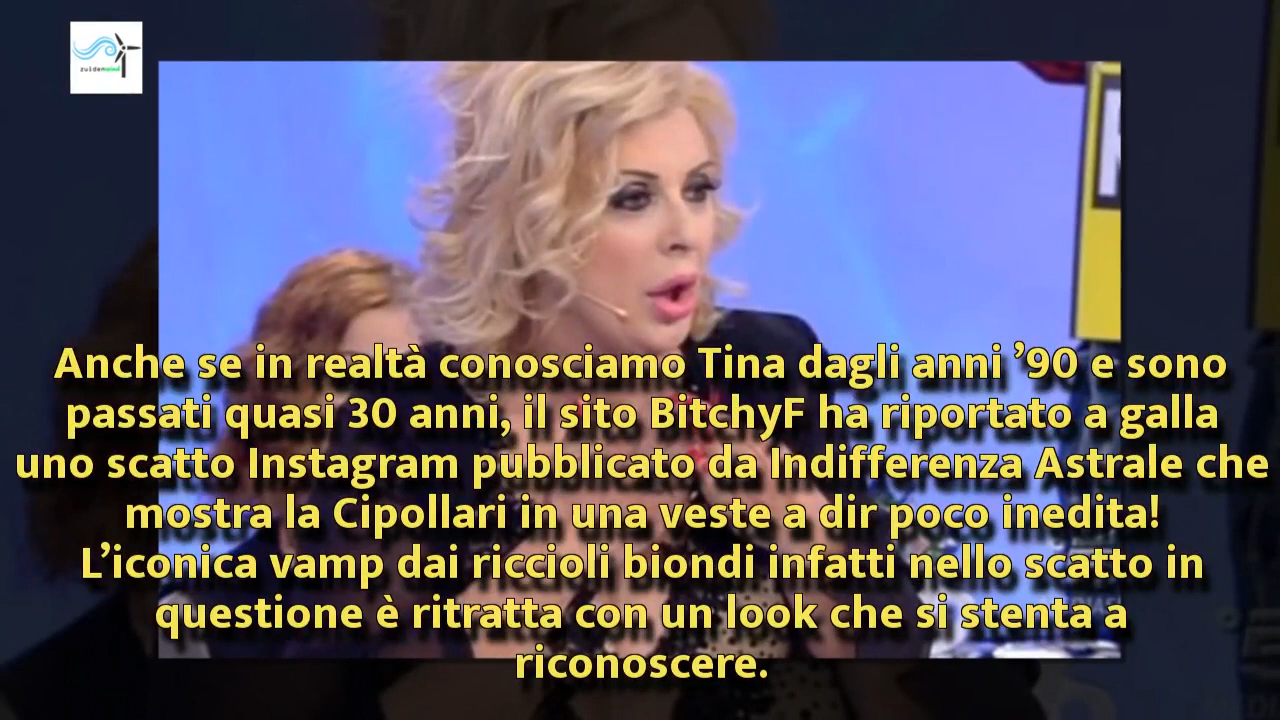 zuidenwind
Anche se in realtà conosciamo Tina dagli anni ’90 e sono
passati quasi 30 anni, il sito BitchyF ha riportato a galla
uno scatto Instagram pubblicato da Indifferenza Astrale che
mostra la Cipollari in una veste a dir poco inedita!
L’iconica vamp dai riccioli biondi infatti nello scatto in
questione è ritratta con un look che si stenta a
riconoscere.